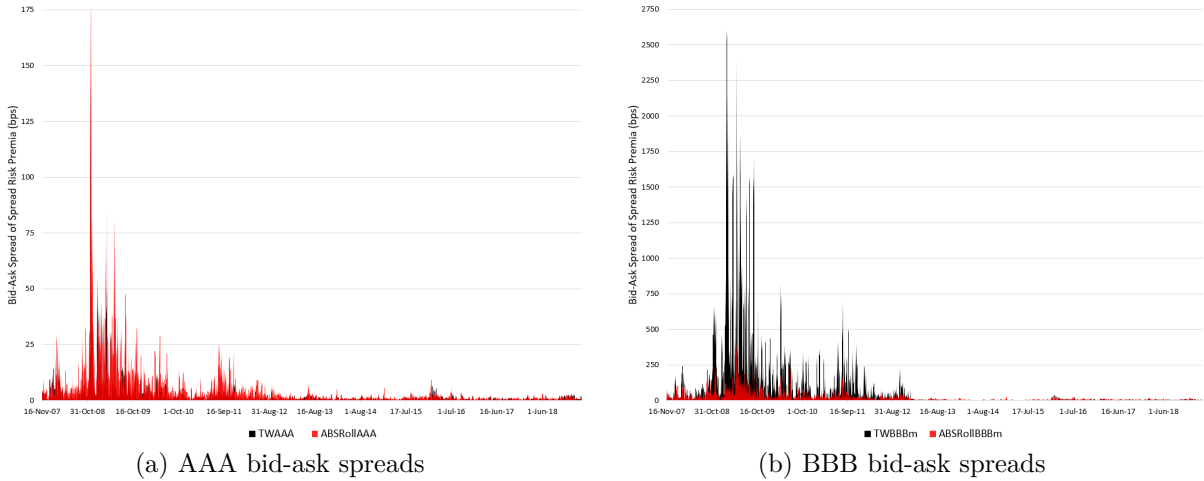 175
150
125
100
75
50
25
0
Bid-Ask Spread of Spread Risk Premia (bps)
16-Nov-07 31-Oct-08 16-Oct-09 1-Oct-10 16-Sep-11 31-Aug-12 16-Aug-13 1-Aug-14 17-Jul-15 1-Jul-16 16-Jun-17 1-Jun-18
TWAAA ABSRollAAA
(a) AAA bid-ask spreads
2750
2500
2250
2000
1750
1500
1250
1000
750
500
250
0
Bid-Ask Spread of Spread Risk Premia (bps)
16-Nov-07 31-Oct-08 16-Oct-09 1-Oct-10 16-Sep-11 31-Aug-12 16-Aug-13 1-Aug-14 17-Jul-15 1-Jul-16 16-Jun-17 1-Jun-18
TWBBBm ABSRollBBBm
(b) BBB bid-ask spreads